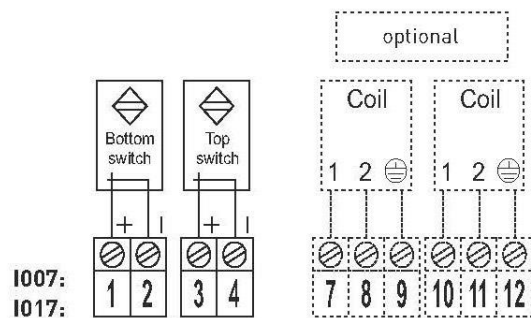 optional
Coil Coil
Bottom switch Top switch
1 2 1 2
+ − + −
I007:
I017:
1 2 3 4 7 8 9 10 11 12